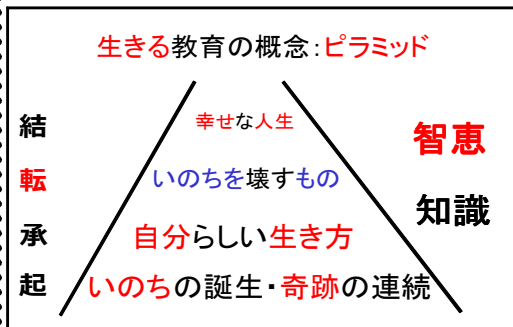 生きる教育の概念：ピラミッド
結
幸せな人生
智恵
転
いのちを壊すもの
知識
承
自分らしい生き方
起
いのちの誕生・奇跡の連続